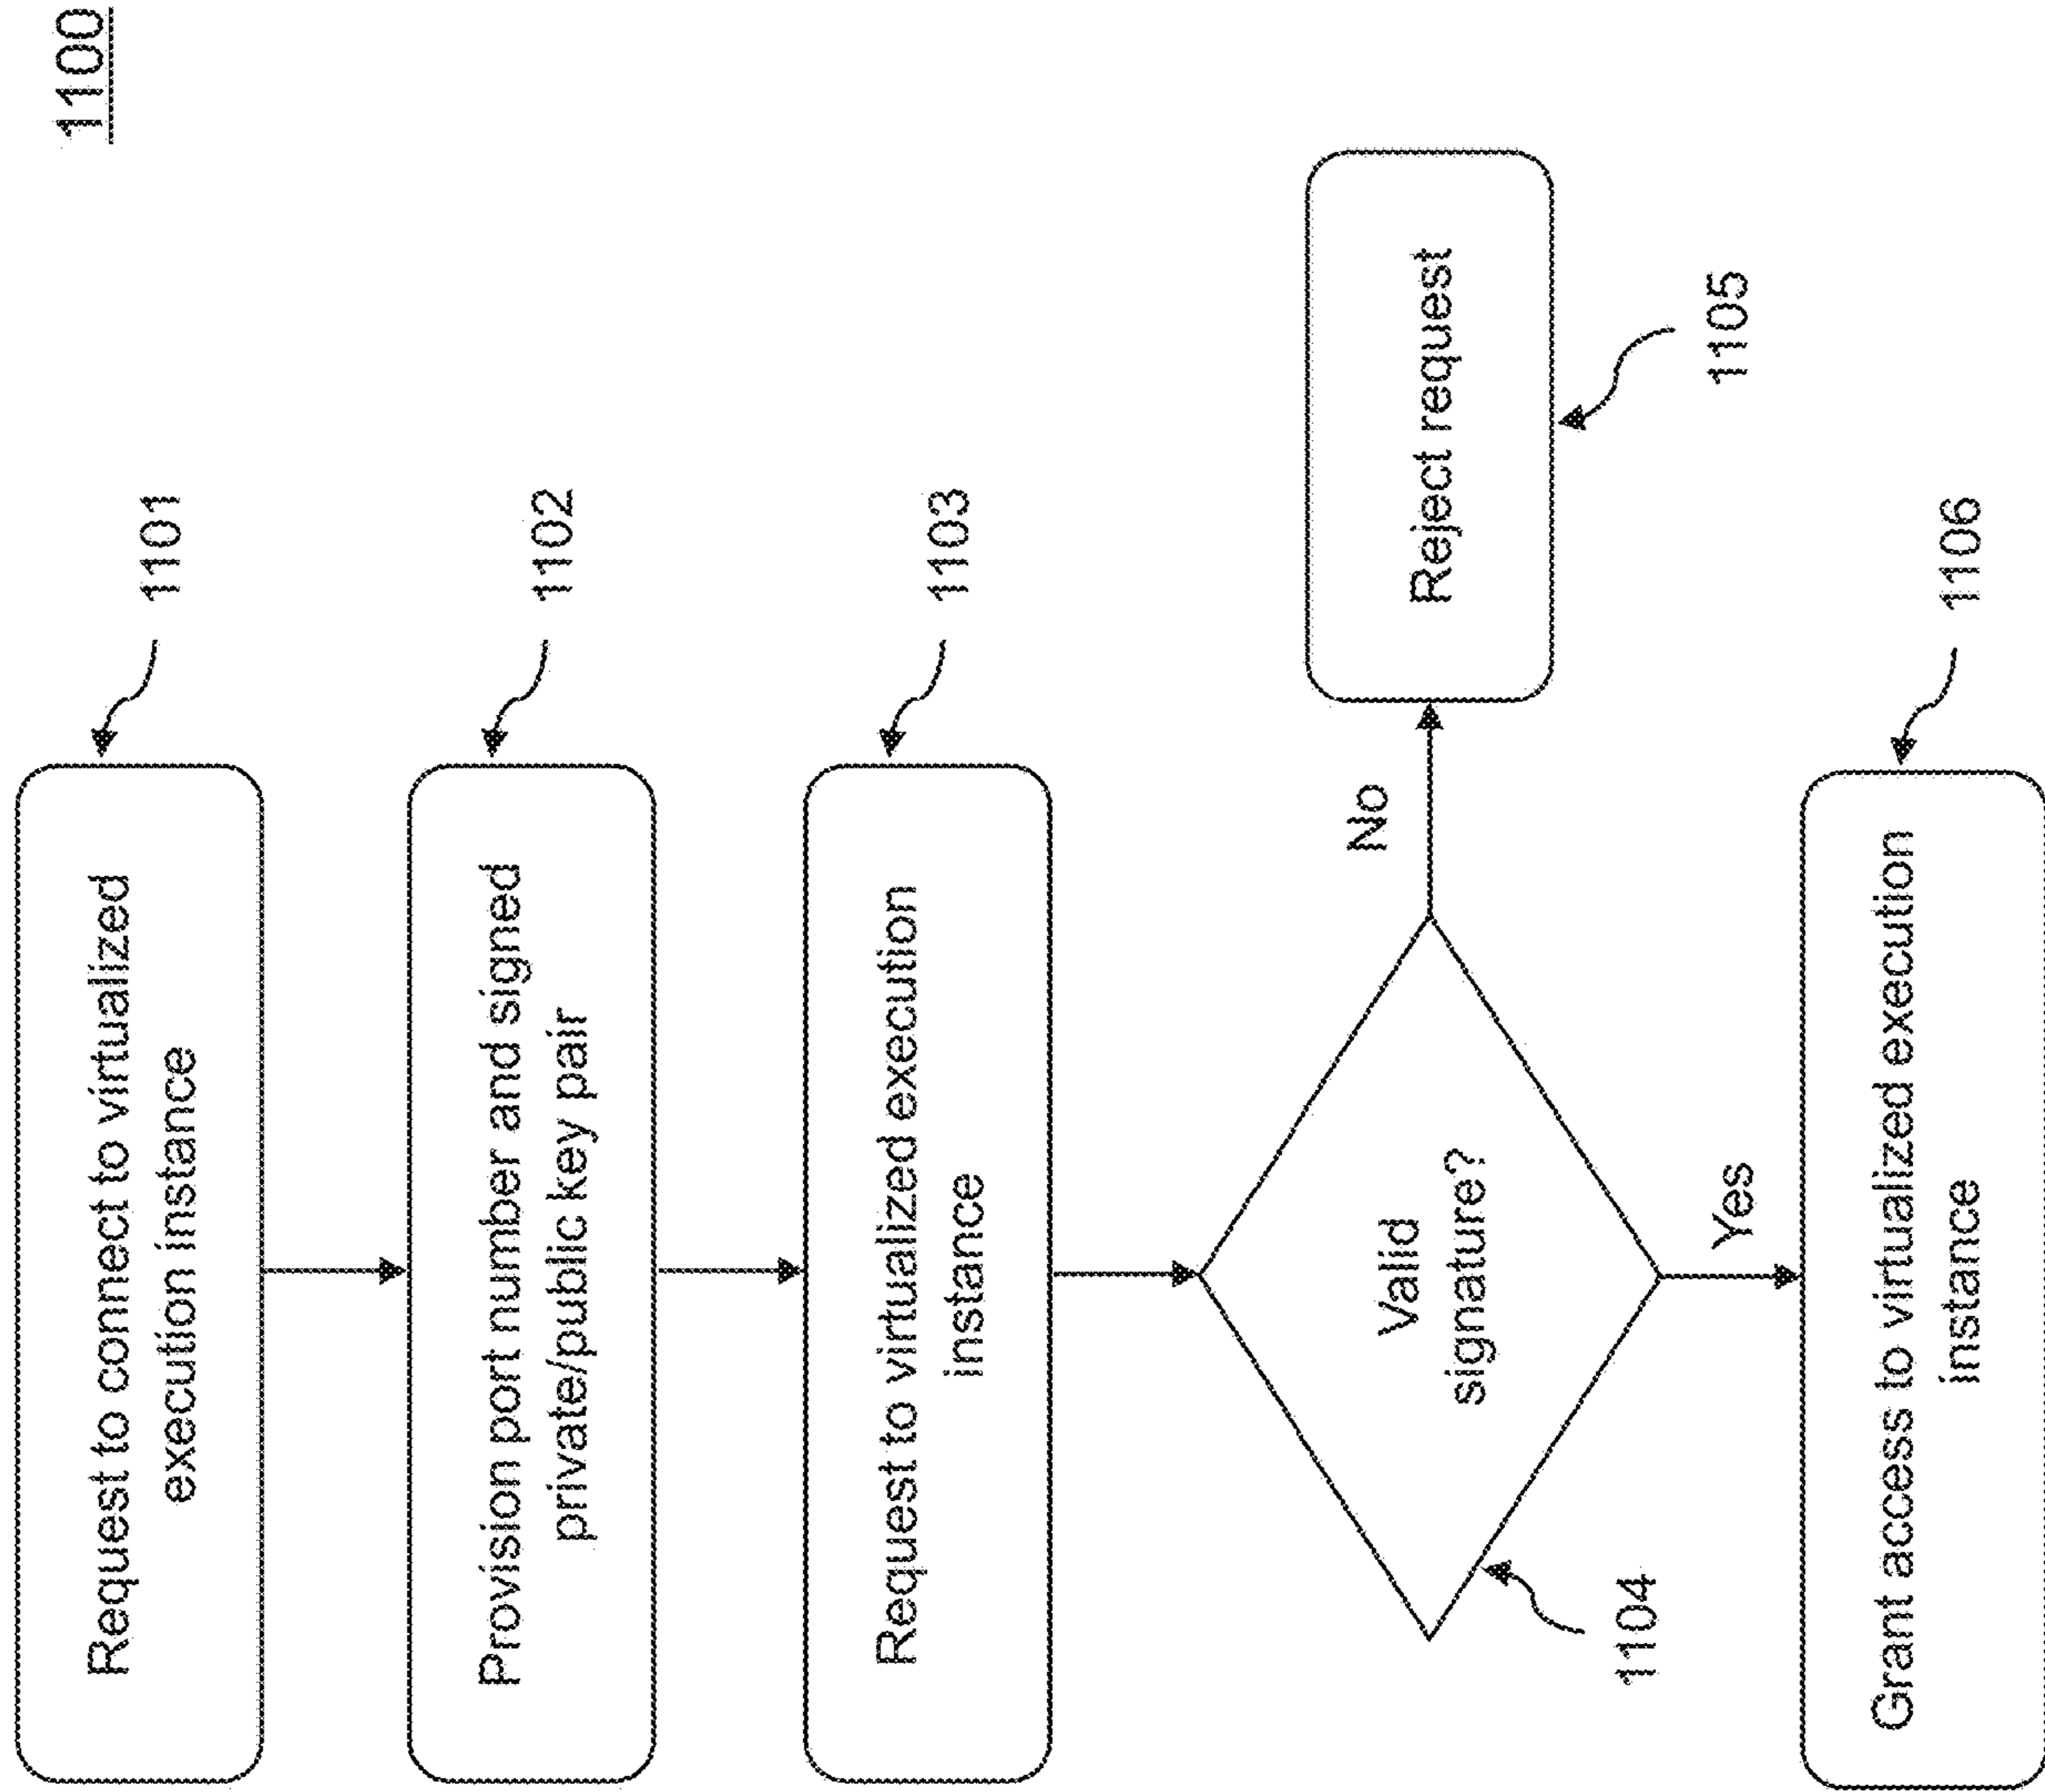 1100
Request to connect to virtualized
execution instance
1101
Provision port number and signed
private/public key pair
1102
Request to virtualized execution
instance
1103
Valid
signature?
1104
No
Reject request
1105
Yes
Grant access to virtualized execution
instance
1106